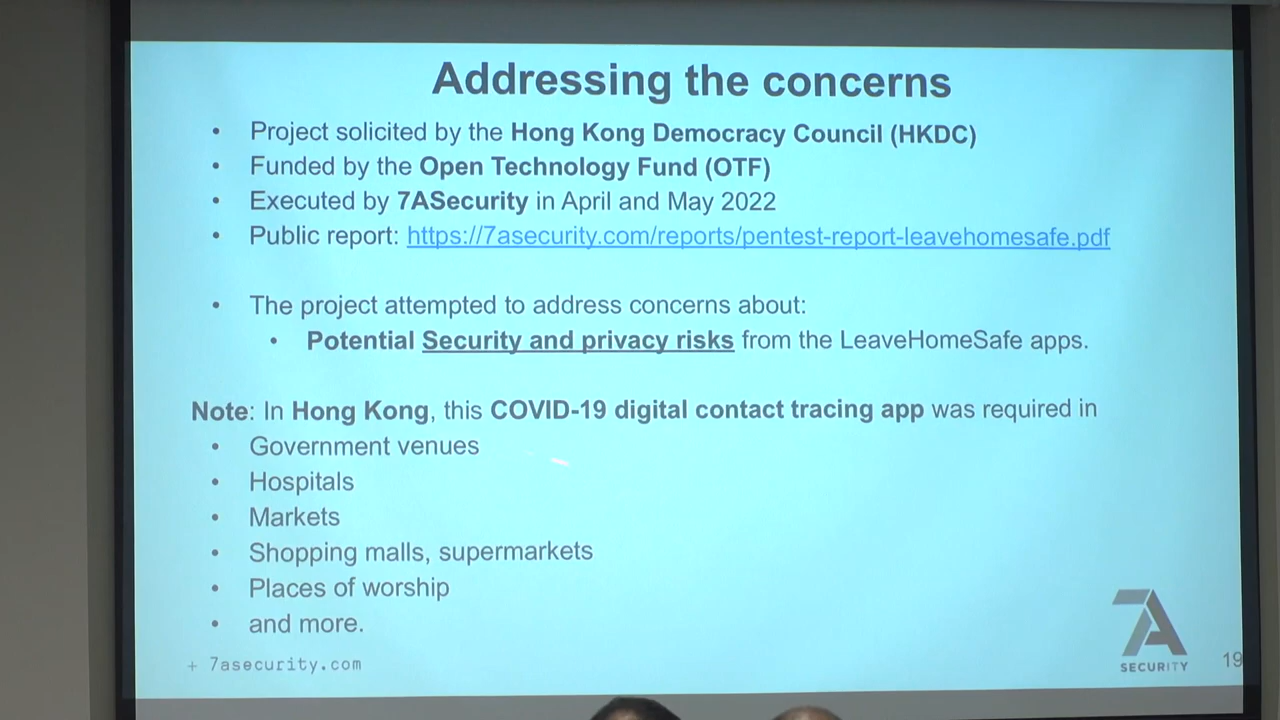 Addressing the concerns
• Project solicited by the Hong Kong Democracy Council (HKDC)
• Funded by the Open Technology Fund (OTF)
• Executed by 7ASecurity in April and May 2022
• Public report: https://7asecurity.com/reports/pentest-report-leavehomesafe.pdf
• The project attempted to address concerns about:
• Potential Security and privacy risks from the LeaveHomeSafe apps.
Note: In Hong Kong, this COVID-19 digital contact tracing app was required in
• Government venues
• Hospitals
• Markets
• Shopping malls, supermarkets
• Places of worship
• and more.
+ 7asecurity.com
7A
SECURITY
19